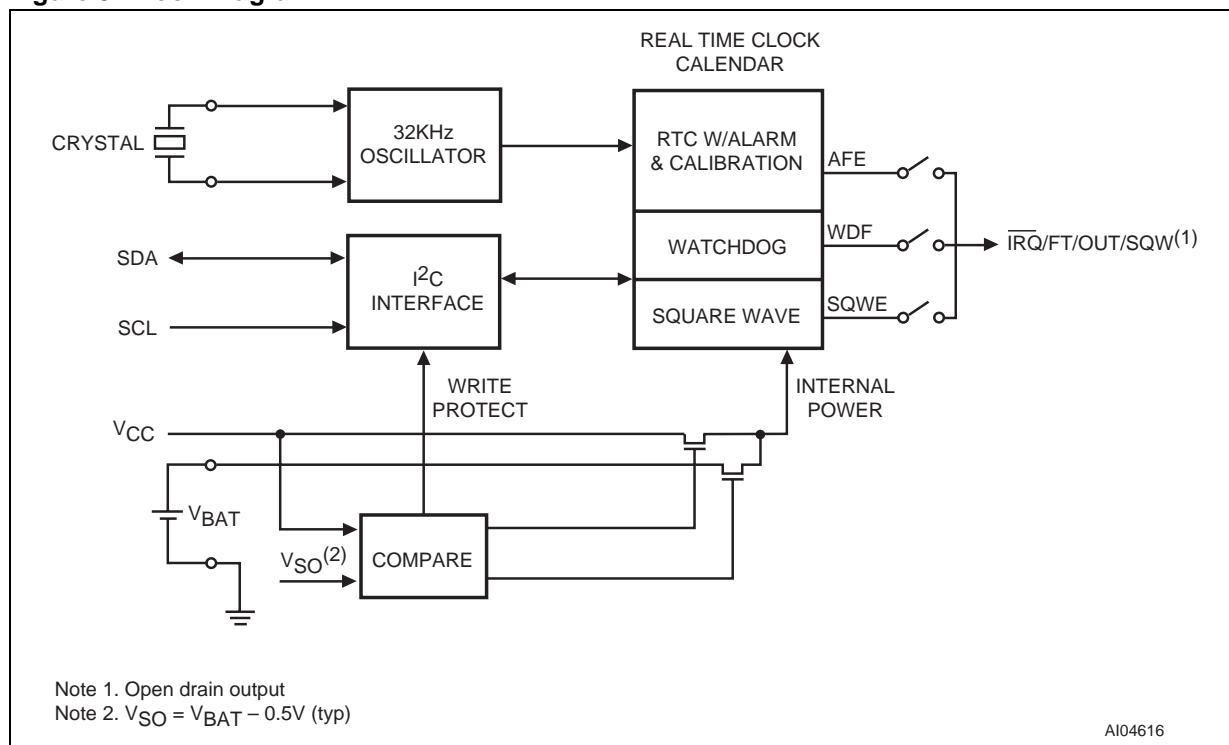 REAL TIME CLOCK
CALENDAR
CRYSTAL
32KHz
OSCILLATOR
RTC W/ALARM
& CALIBRATION
AFE
WATCHDOG
WDF
SQUARE WAVE
SQWE
IRQ/FT/OUT/SQW(1)
SDA
SCL
I2C
INTERFACE
WRITE
PROTECT
INTERNAL
POWER
VCC
VBAT
VSO(2)
COMPARE
Note 1. Open drain output
Note 2. VSO = VBAT – 0.5V (typ)
AI04616